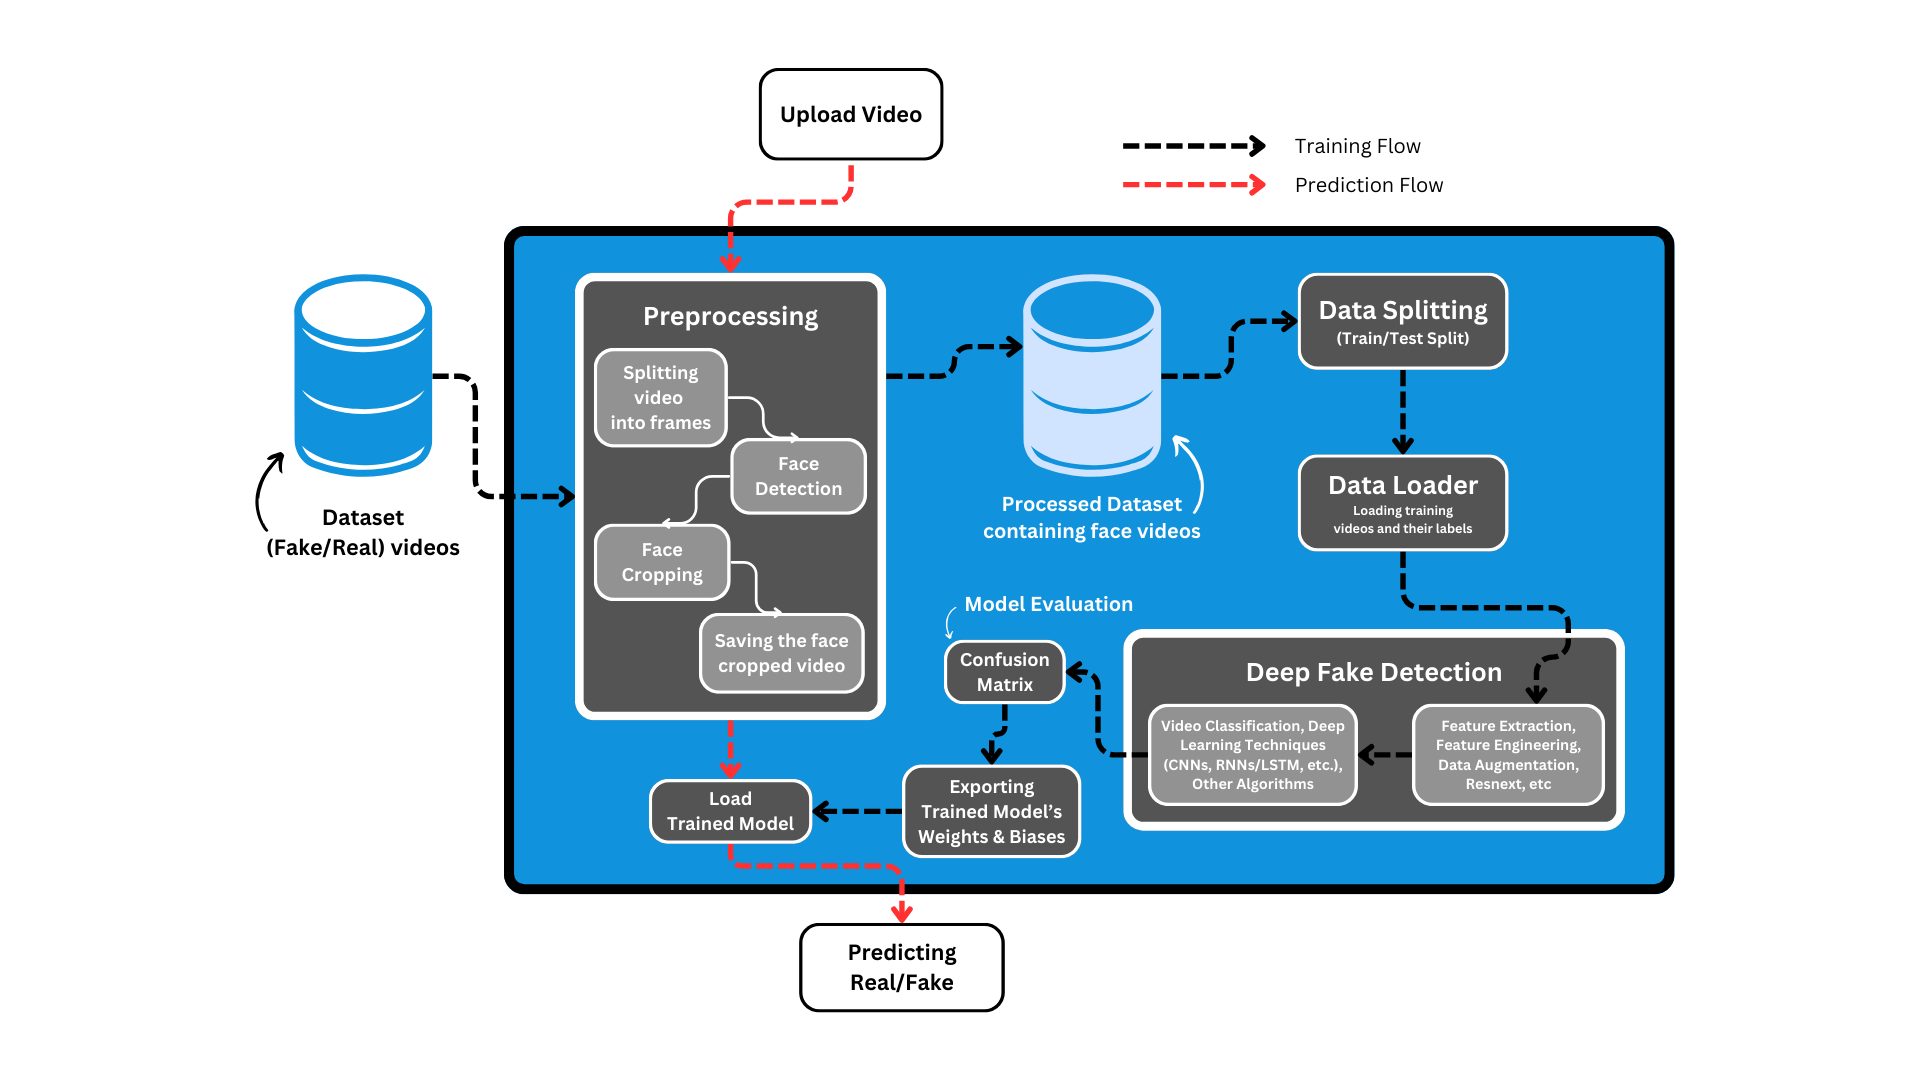 Upload Video
Training Flow
Prediction Flow
Dataset
(Fake/Real) videos
Preprocessing
Splitting
video
into frames
Face
Detection
Face
Cropping
Saving the face
cropped video
Processed Dataset
containing face videos
Data Splitting
(Train/Test Split)
Data Loader
Loading training
videos and their labels
Deep Fake Detection
Feature Extraction,
Feature Engineering,
Data Augmentation,
Resnext, etc
Video Classification, Deep
Learning Techniques
(CNNs, RNNs/LSTM, etc.),
Other Algorithms
Model Evaluation
Confusion
Matrix
Exporting
Trained Model’s
Weights & Biases
Load
Trained Model
Predicting
Real/Fake